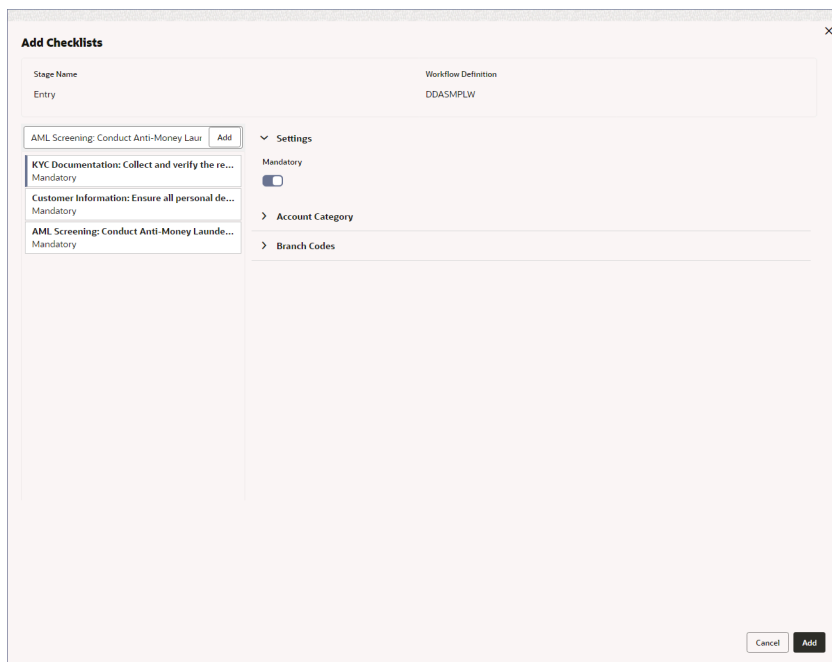 Add Checklists
Stage Name
Workflow Definition
Entry
DDASMPLW
AML Screening: Conduct Anti-Money Laur
Add
Settings
KYC Documentation: Collect and verify the re...
Mandatory
Mandatory
Customer Information: Ensure all personal de...
Mandatory
Account Category
AML Screening: Conduct Anti-Money Launde...
Mandatory
Branch Codes
Cancel
Add